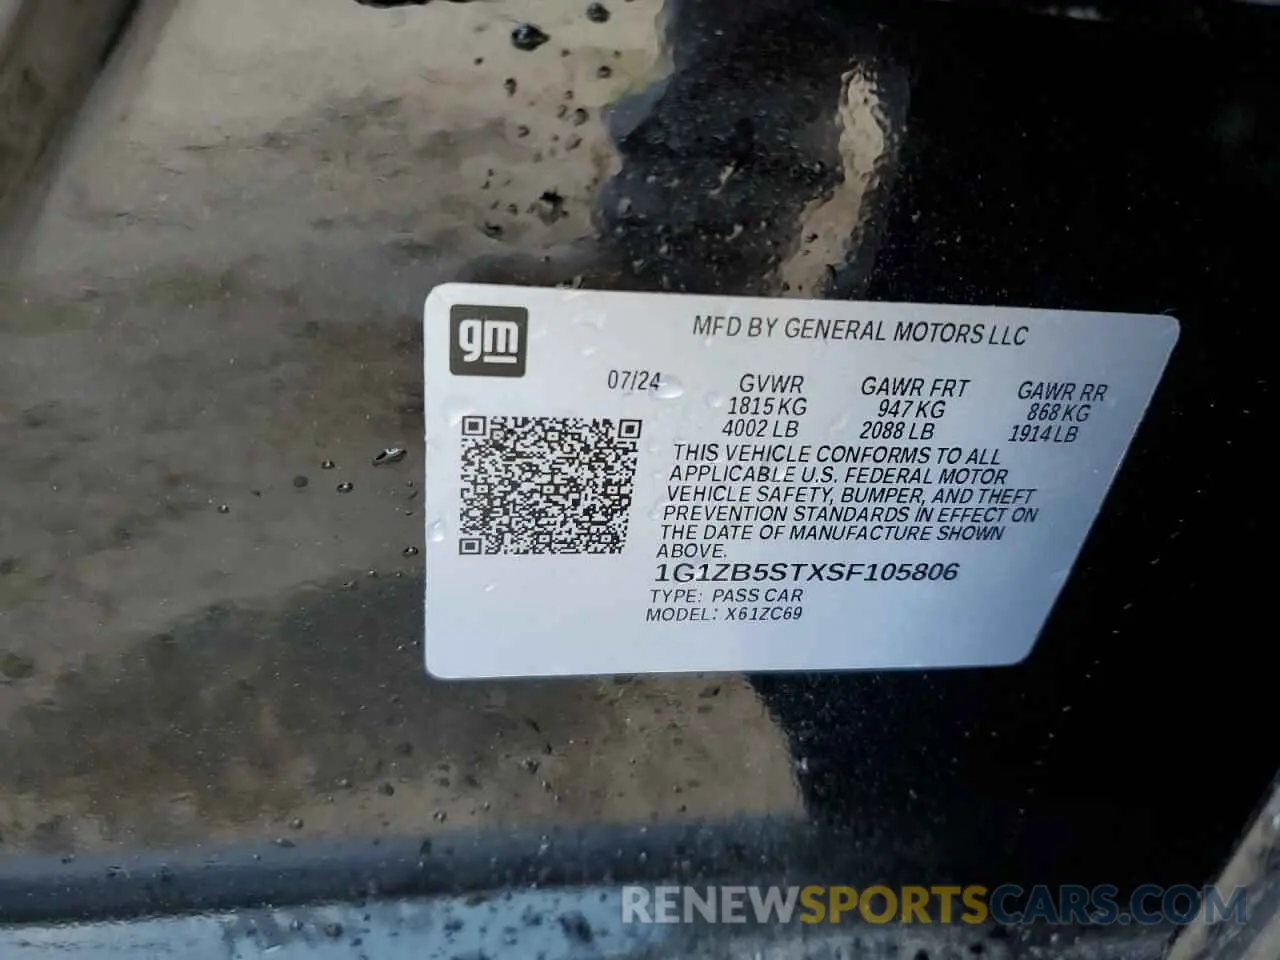 gm
MFD BY GENERAL MOTORS LLC
07/24
GVWR
1815 KG
4002 LB
GAWR FRT
947 KG
2088 LB
GAWR RR
868 KG
1914 LB
THIS VEHICLE CONFORMS TO ALL
APPLICABLE U.S. FEDERAL MOTOR
VEHICLE SAFETY, BUMPER, AND THEFT
PREVENTION STANDARDS IN EFFECT ON
THE DATE OF MANUFACTURE SHOWN
ABOVE.
1G1ZB5STXSF105806
TYPE: PASS CAR
MODEL: X61ZC69
RENEWSPORTSCARS.COM